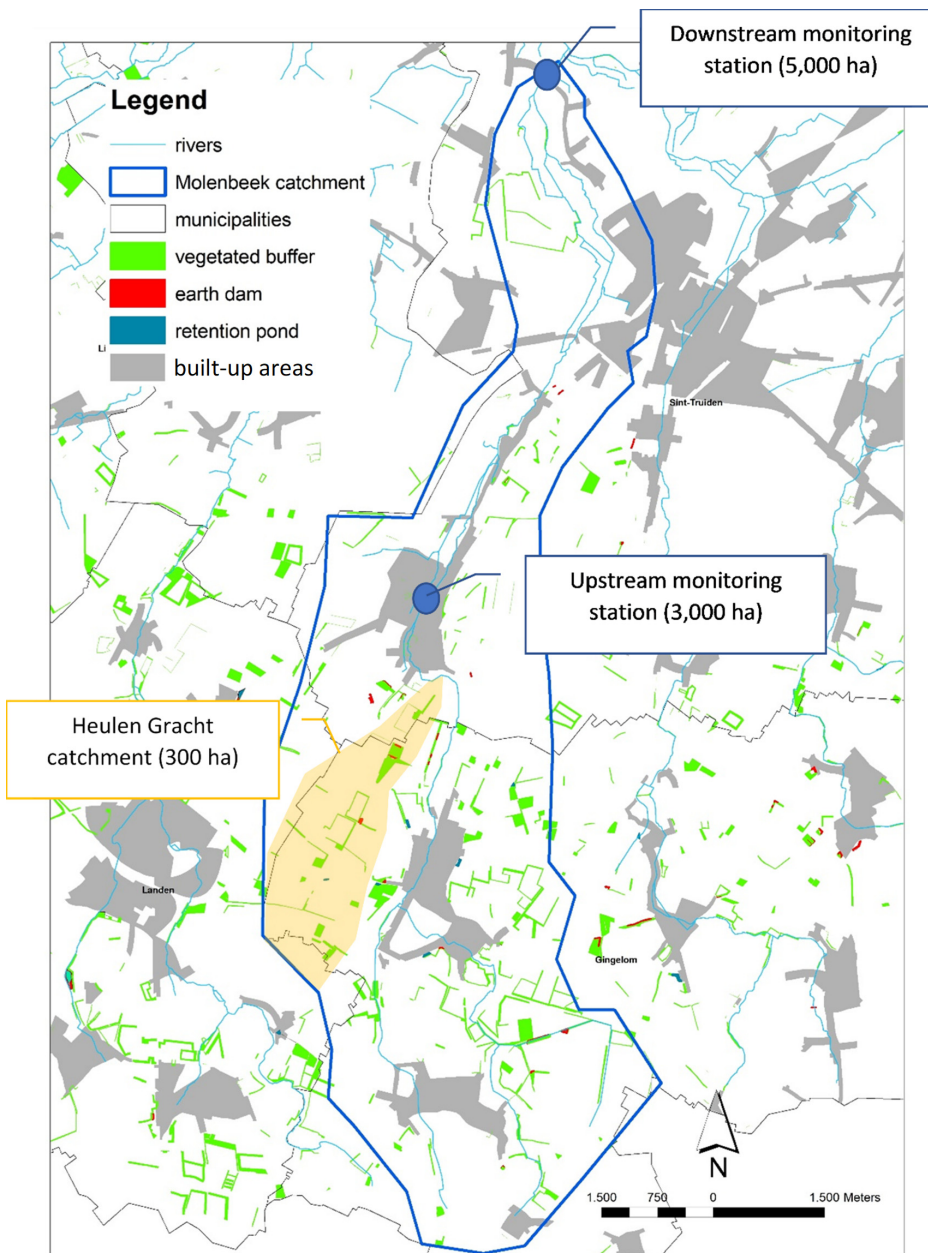 Downstream monitoring
station (5,000 ha)
Legend
rivers
Molenbeek catchment
municipalities
vegetated buffer
earth dam
retention pond
built-up areas
Li
Sint-Truiden
Upstream monitoring
station (3,000 ha)
Heulen Gracht
catchment (300 ha)
Landen
Gingelom
N
1.500 750 0 1.500 Meters